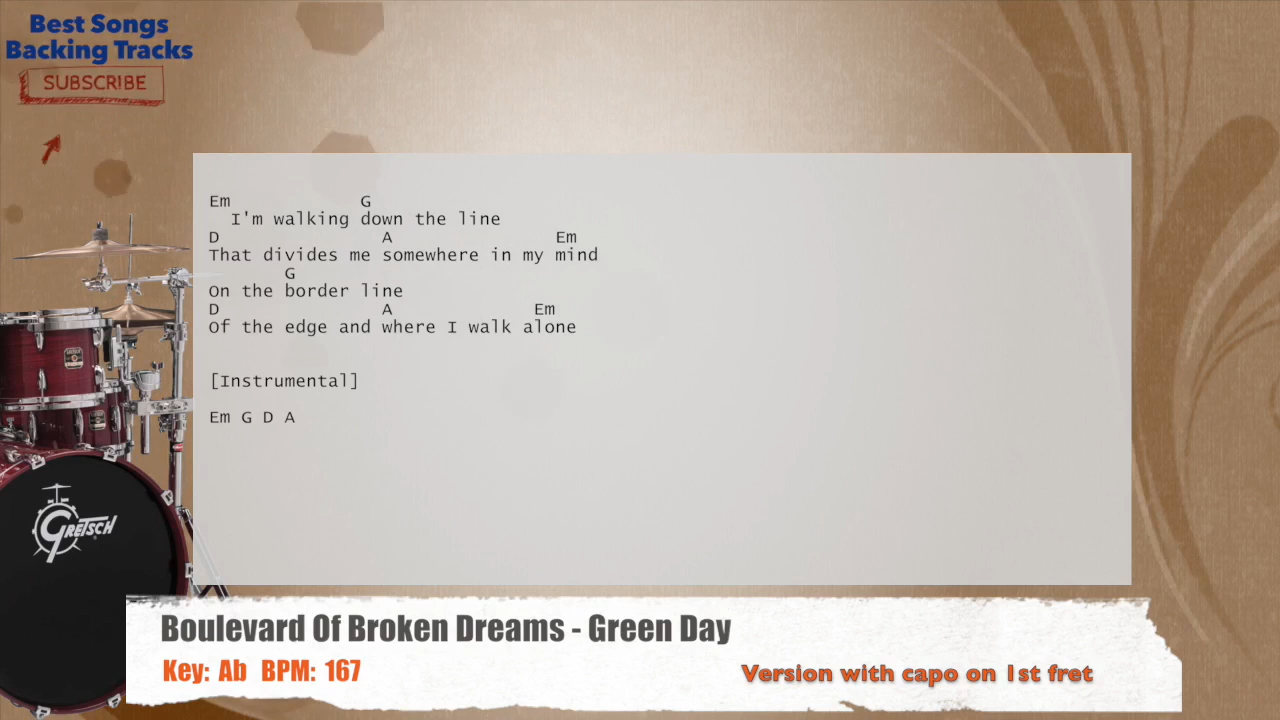 Best Songs
Backing Tracks
SUBSCRIBE
Em G
I'm walking down the line
D A Em
That divides me somewhere in my mind
G
On the border line
D A Em
Of the edge and where I walk alone
[Instrumental]
Em G D A
GRETSCH
Boulevard Of Broken Dreams - Green Day
Key: Ab BPM: 167
Version with capo on 1st fret